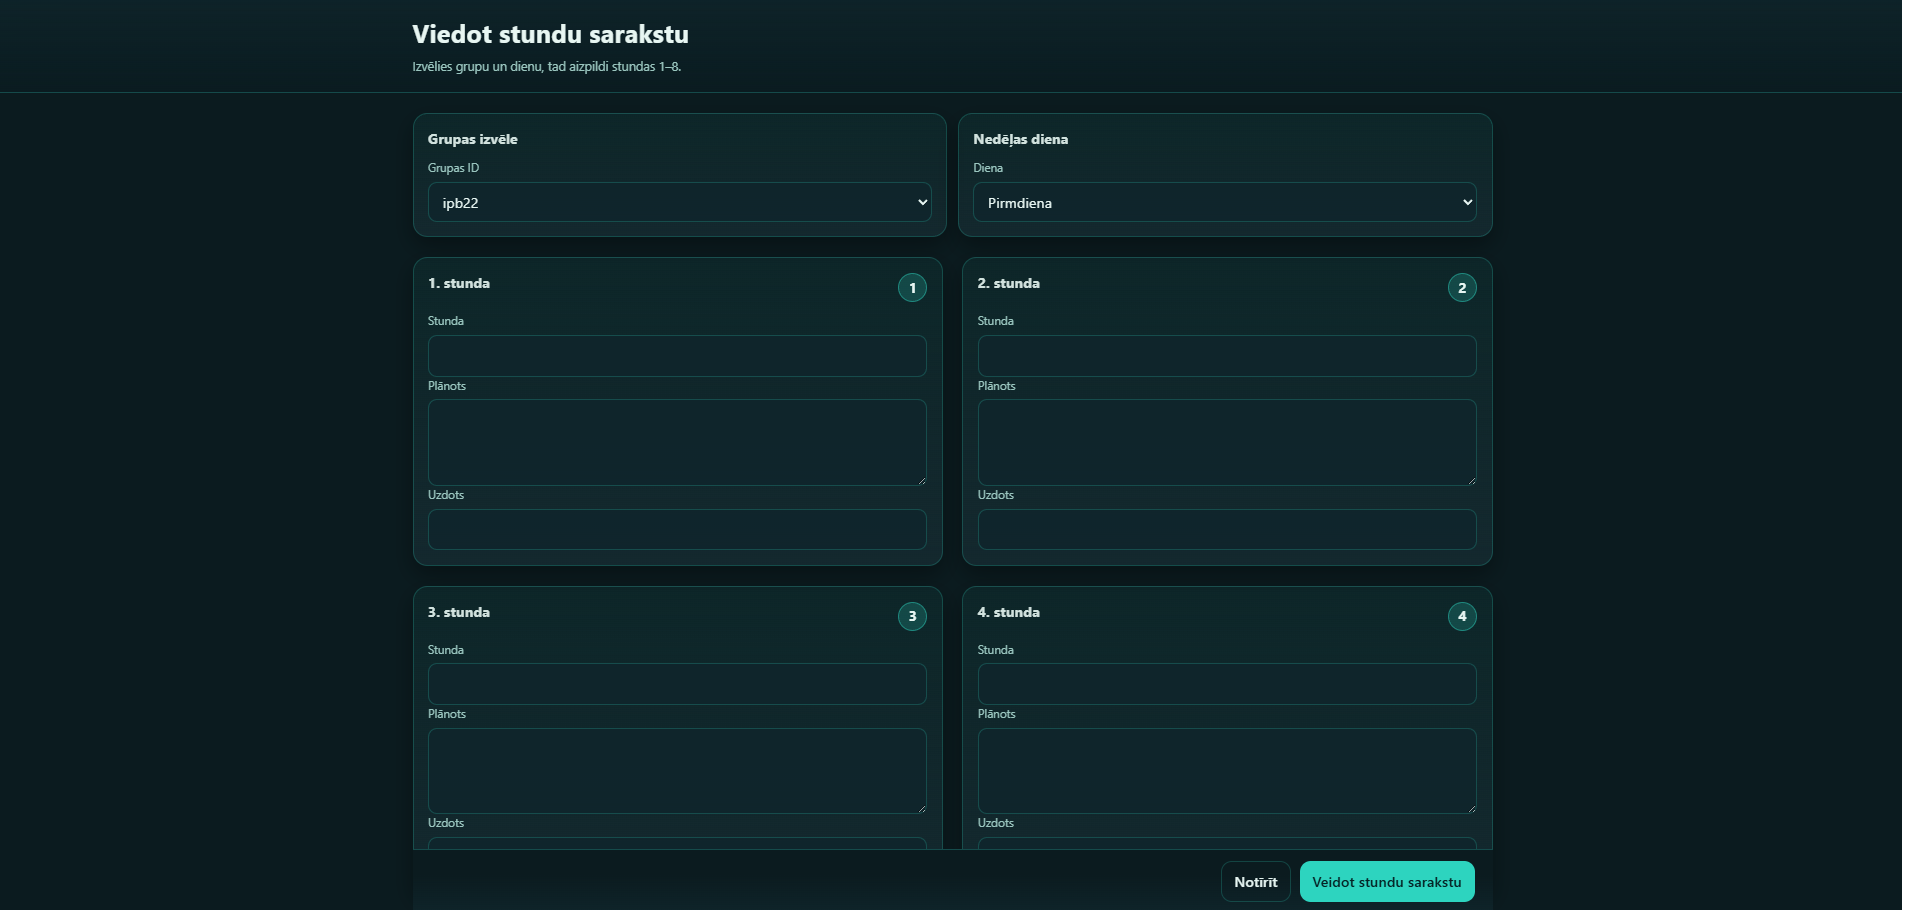 Viedot stundu sarakstu
Izvēlies grupu un dienu, tad aizpildi stundas 1–8.
Grupas izvēle
Grupas ID
ipb22
Nedēļas diena
Diena
Pirmdiena
1. stunda
1
Stunda
Plānots
Uzdots
2. stunda
2
Stunda
Plānots
Uzdots
3. stunda
3
Stunda
Plānots
Uzdots
4. stunda
4
Stunda
Plānots
Uzdots
Notīrīt
Veidot stundu sarakstu